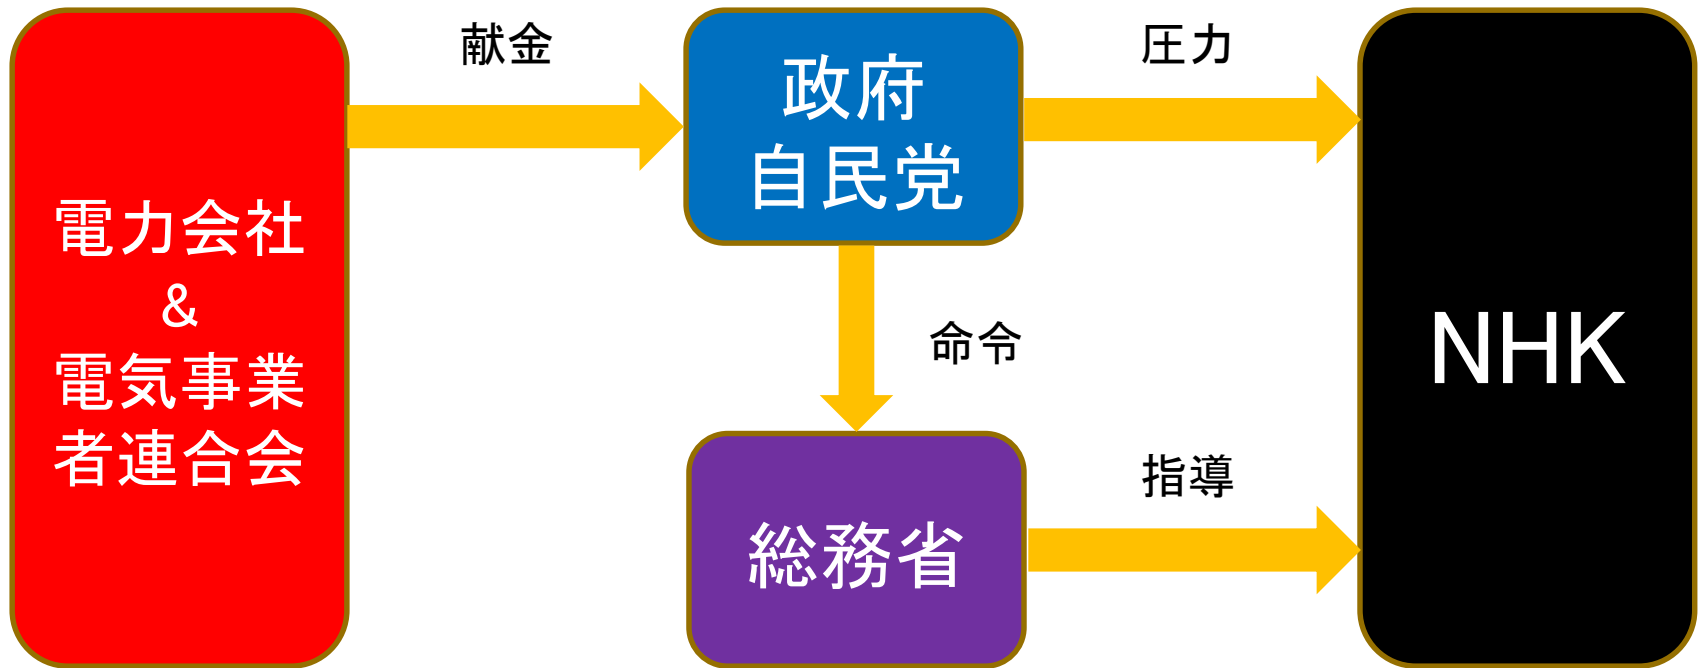 献金
圧力
政府
自民党
電力会社
&
電気事業
者連合会
NHK
命令
指導
総務省